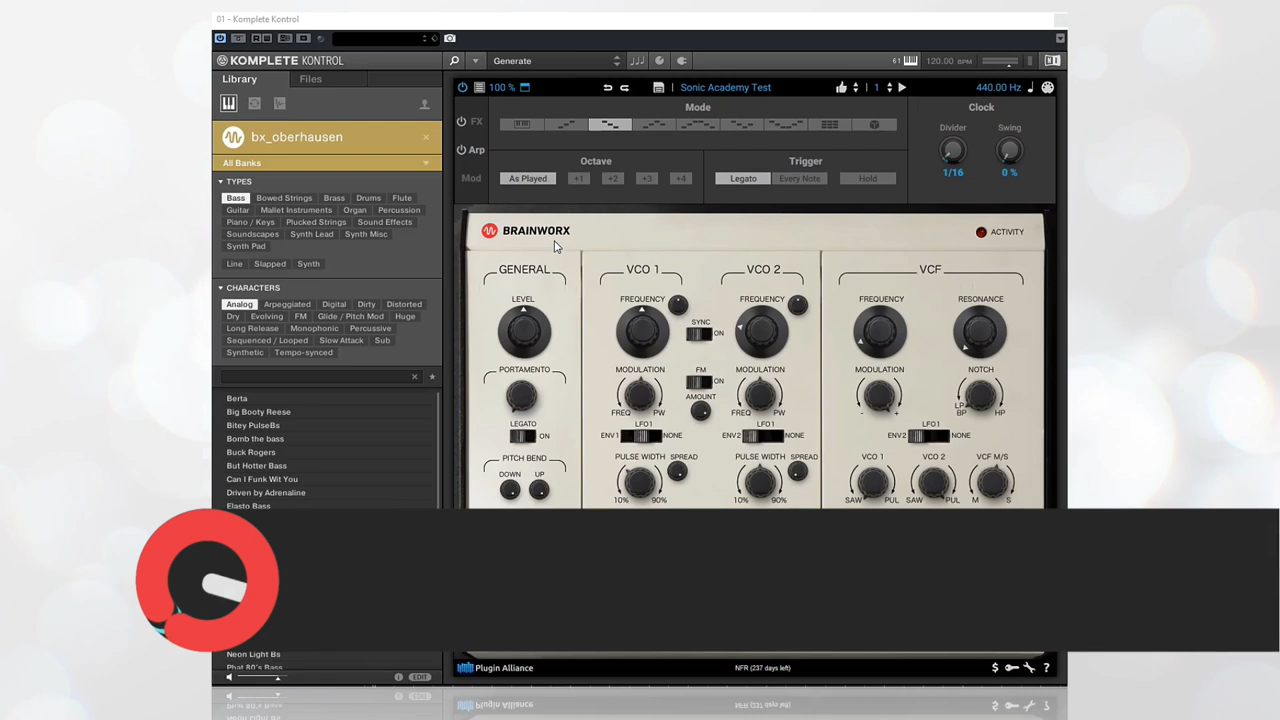 01 - Komplete Kontrol
KOMPLETE KONTROL
Generate
61
120.00 BPM
Library
Files
bx_oberhausen
All Banks
TYPES
Bass Bowed Strings Brass Drums Flute
Guitar Mallet Instruments Organ Percussion
Piano / Keys Plucked Strings Sound Effects
Soundscapes Synth Lead Synth Misc
Synth Pad
Line Slapped Synth
CHARACTERS
Analog Arpeggiated Digital Dirty Distorted
Dry Evolving FM Glide / Pitch Mod Huge
Long Release Monophonic Percussive
Sequenced / Looped Slow Attack Sub
Synthetic Tempo-synced
Berta
Big Booty Reese
Bitey PulseBs
Bomb the bass
Buck Rogers
But Hotter Bass
Can I Funk Wit You
Driven by Adrenaline
Elasto Bass
Neon Light Bs
Phat 80's Bass
EDIT
100 %
Sonic Academy Test
1
440.00 Hz
FX
Arp
Mod
Mode
Clock
Divider
Swing
1/16
0 %
Octave
As Played +1 +2 +3 +4
Trigger
Legato Every Note Hold
BRAINWORX
ACTIVITY
GENERAL
LEVEL
PORTAMENTO
LEGATO
ON
PITCH BEND
DOWN UP
VCO 1
FREQUENCY
MODULATION
FREQ PW
LFO1
ENV1 NONE
PULSE WIDTH SPREAD
10% 90%
SYNC
ON
FM
ON
AMOUNT
VCO 2
FREQUENCY
MODULATION
FREQ PW
LFO1
ENV2 NONE
PULSE WIDTH SPREAD
10% 90%
VCF
FREQUENCY RESONANCE
MODULATION NOTCH
- +
LP
BP
HP
LFO1
ENV2 NONE
VCO 1 VCO 2 VCF M/S
SAW PUL SAW PUL M S
Plugin Alliance
NFR (237 days left)
$ ?
EDIT